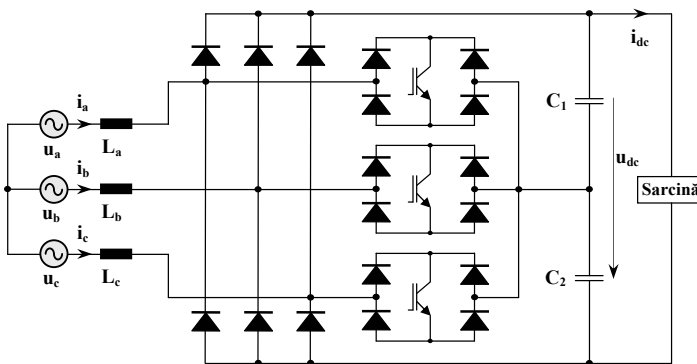 i_dc
i_a
C_1
u_a
L_a
i_b
u_dc
u_b
L_b
Sarcină
i_c
u_c
L_c
C_2